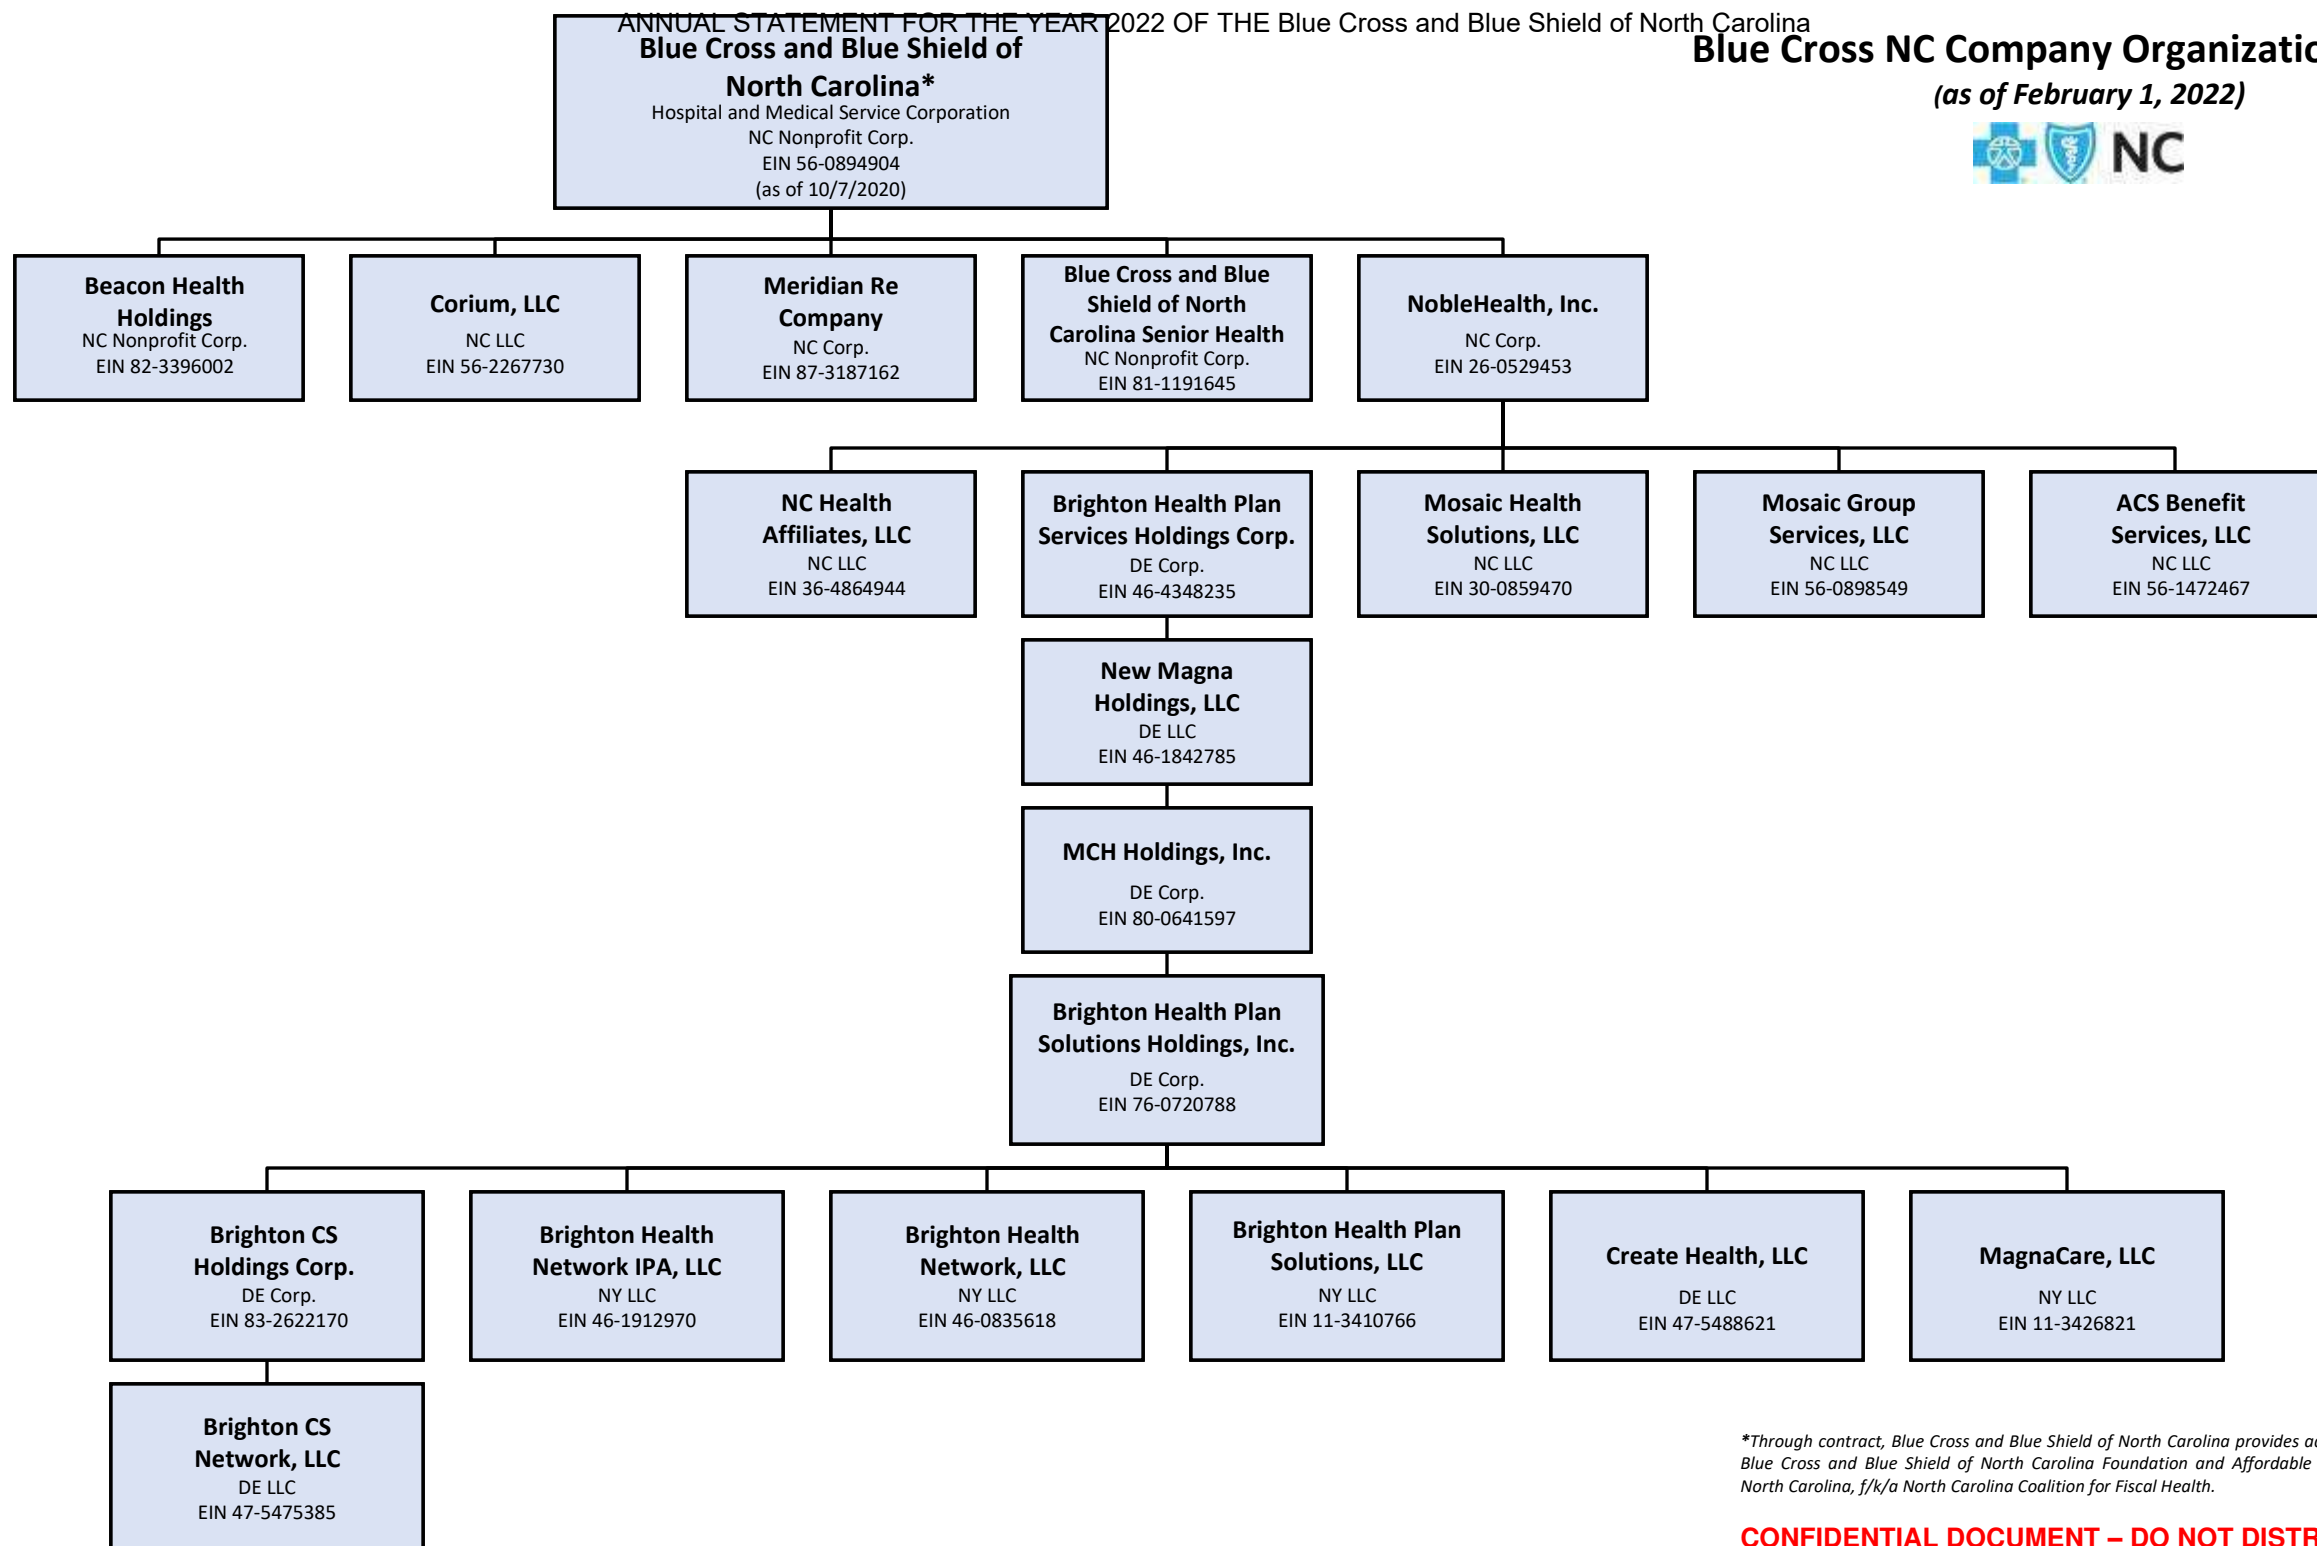 ANNUAL STATEMENT FOR THE YEAR 2022 OF THE Blue Cross and Blue Shield of North Carolina
Blue Cross NC Company Organizatio
(as of February 1, 2022)
NC
Blue Cross and Blue Shield of
North Carolina*
Hospital and Medical Service Corporation
NC Nonprofit Corp.
EIN 56-0894904
(as of 10/7/2020)
Beacon Health
Holdings
NC Nonprofit Corp.
EIN 82-3396002
Corium, LLC
NC LLC
EIN 56-2267730
Meridian Re
Company
NC Corp.
EIN 87-3187162
Blue Cross and Blue
Shield of North
Carolina Senior Health
NC Nonprofit Corp.
EIN 81-1191645
NobleHealth, Inc.
NC Corp.
EIN 26-0529453
NC Health
Affiliates, LLC
NC LLC
EIN 36-4864944
Brighton Health Plan
Services Holdings Corp.
DE Corp.
EIN 46-4348235
Mosaic Health
Solutions, LLC
NC LLC
EIN 30-0859470
Mosaic Group
Services, LLC
NC LLC
EIN 56-0898549
ACS Benefit
Services, LLC
NC LLC
EIN 56-1472467
New Magna
Holdings, LLC
DE LLC
EIN 46-1842785
MCH Holdings, Inc.
DE Corp.
EIN 80-0641597
Brighton Health Plan
Solutions Holdings, Inc.
DE Corp.
EIN 76-0720788
Brighton CS
Holdings Corp.
DE Corp.
EIN 83-2622170
Brighton Health
Network IPA, LLC
NY LLC
EIN 46-1912970
Brighton Health
Network, LLC
NY LLC
EIN 46-0835618
Brighton Health Plan
Solutions, LLC
NY LLC
EIN 11-3410766
Create Health, LLC
DE LLC
EIN 47-5488621
MagnaCare, LLC
NY LLC
EIN 11-3426821
Brighton CS
Network, LLC
DE LLC
EIN 47-5475385
*Through contract, Blue Cross and Blue Shield of North Carolina provides a
Blue Cross and Blue Shield of North Carolina Foundation and Affordable
North Carolina, f/k/a North Carolina Coalition for Fiscal Health.
CONFIDENTIAL DOCUMENT – DO NOT DISTR